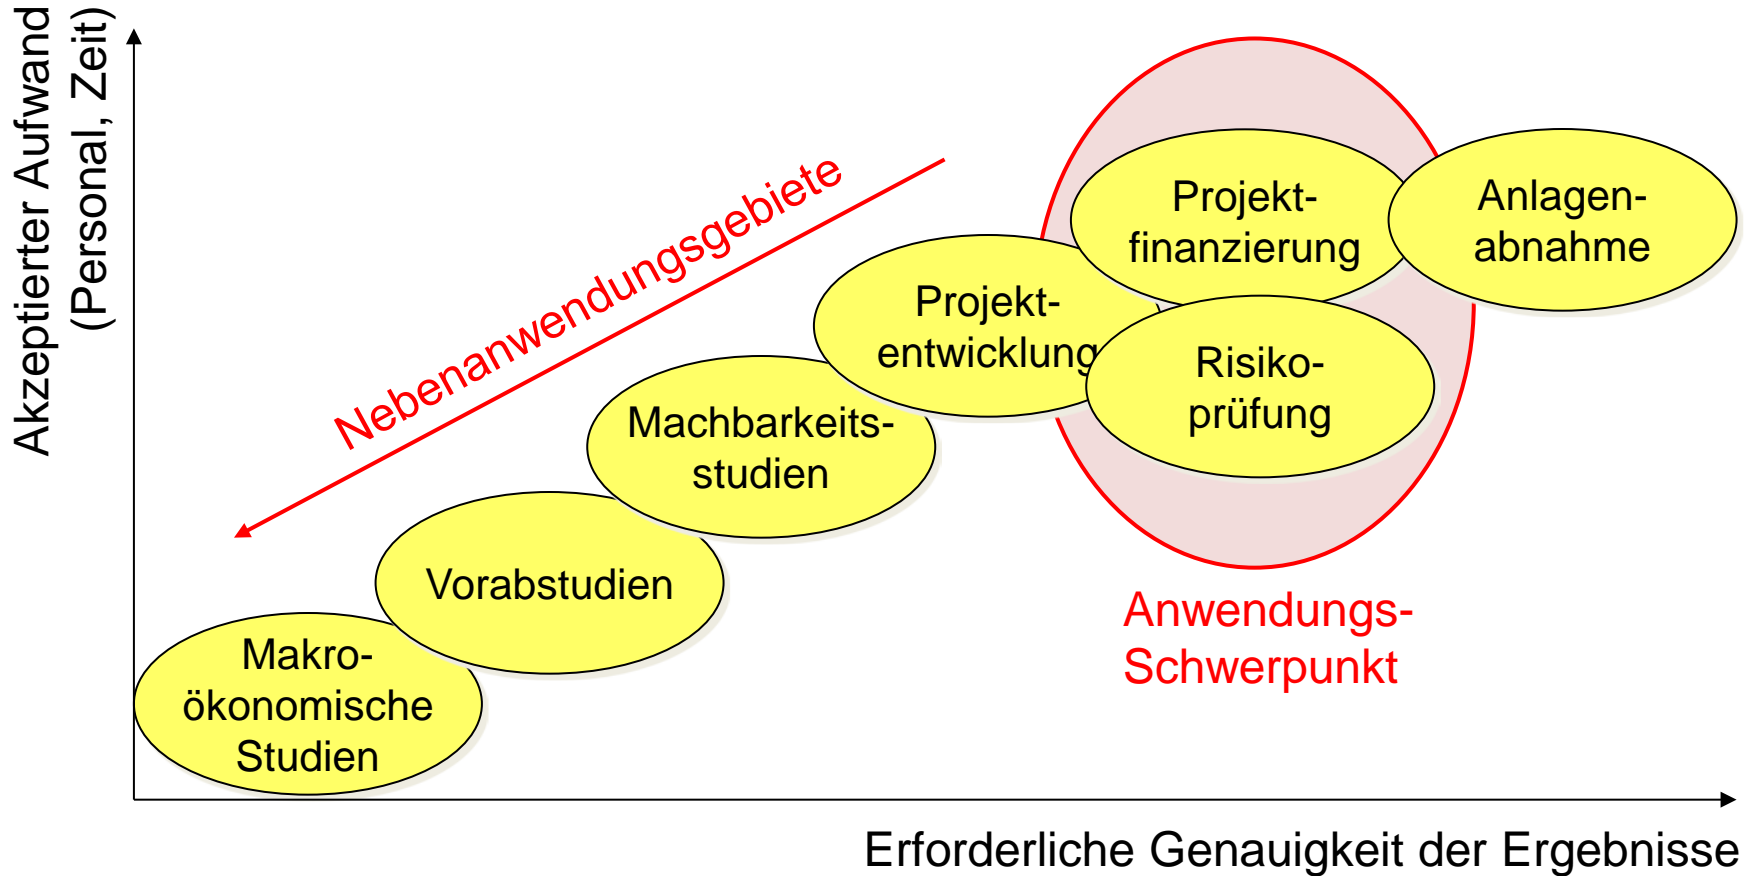 Akzeptierter Aufwand
(Personal, Zeit)
Nebenanwendungsgebiete
Projekt-
finanzierung
Anlagen-
abnahme
Projekt-
entwicklung
Risiko-
prüfung
Machbarkeits-
studien
Vorabstudien
Makro-
ökonomische
Studien
Anwendungs-
Schwerpunkt
Erforderliche Genauigkeit der Ergebnisse